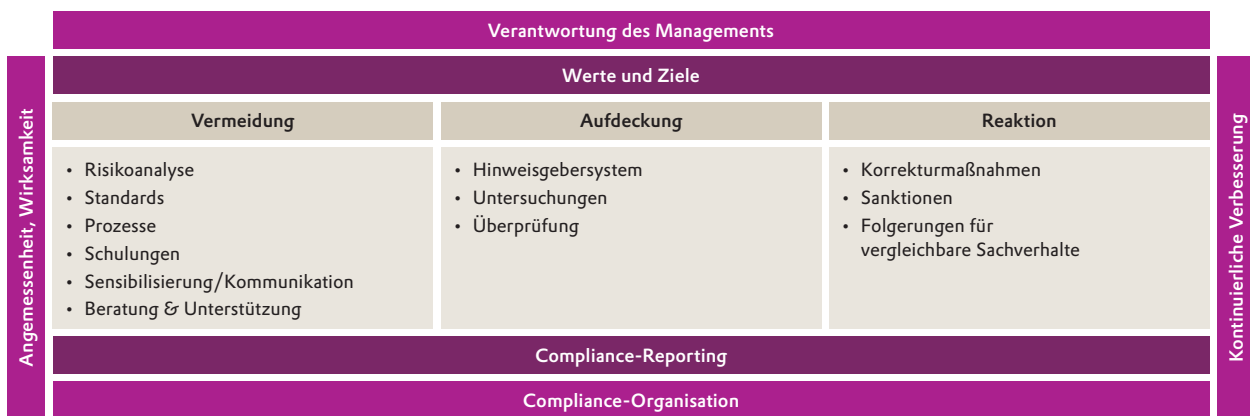 Verantwortung des Managements
Angemessenheit, Wirksamkeit
Werte und Ziele
Vermeidung
• Risikoanalyse
• Standards
• Prozesse
• Schulungen
• Sensibilisierung/Kommunikation
• Beratung & Unterstützung
Aufdeckung
• Hinweisgebersystem
• Untersuchungen
• Überprüfung
Reaktion
• Korrekturmaßnahmen
• Sanktionen
• Folgerungen für
vergleichbare Sachverhalte
Kontinuierliche Verbesserung
Compliance-Reporting
Compliance-Organisation